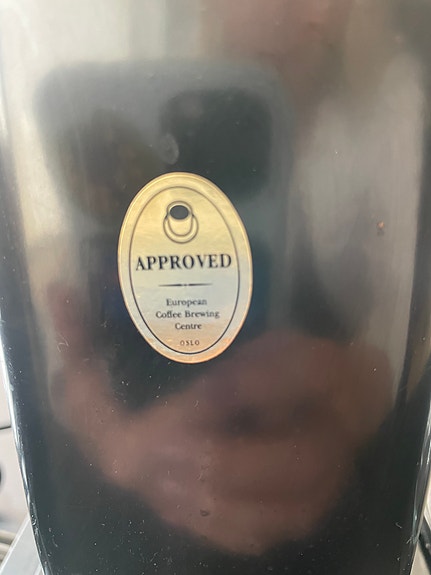 APPROVED
European
Coffee Brewing
Centre
OSLO